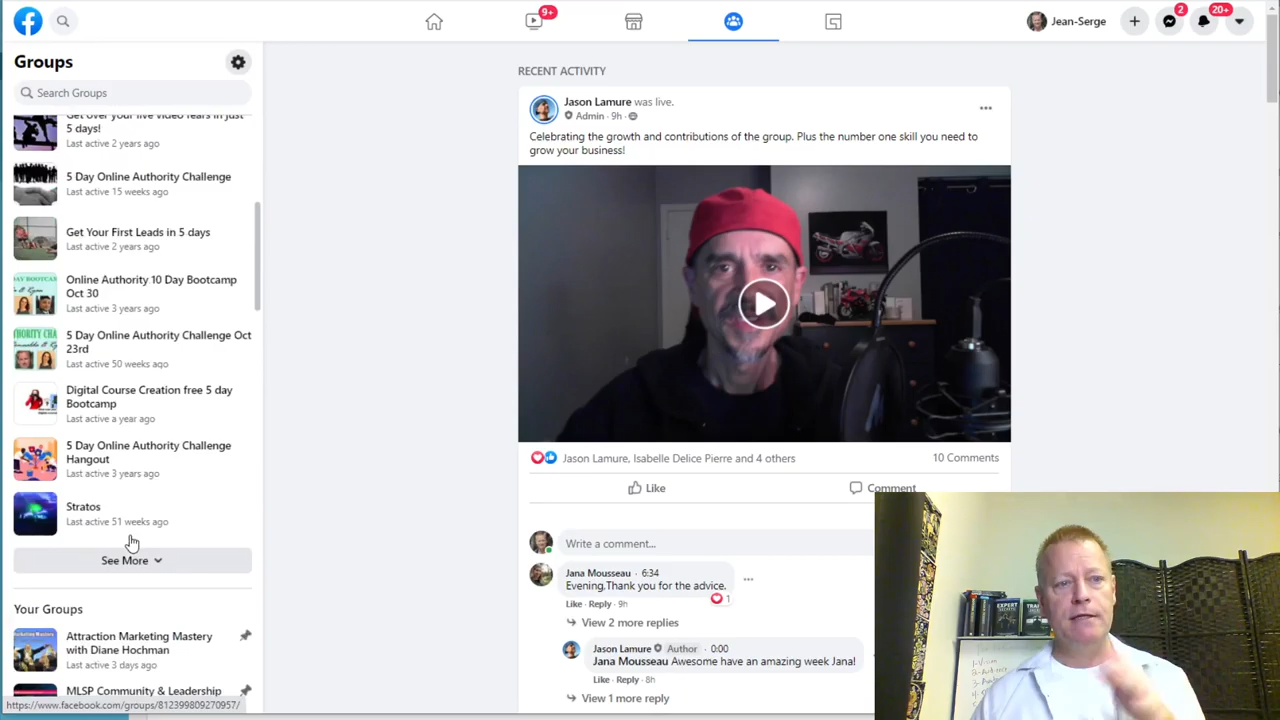 9+
Jean-Serge
2
20+
Groups
Search Groups
Get over your live video fears in just
5 days!
Last active 2 years ago
5 Day Online Authority Challenge
Last active 15 weeks ago
Get Your First Leads in 5 days
Last active 2 years ago
Online Authority 10 Day Bootcamp
Oct 30
Last active 3 years ago
5 Day Online Authority Challenge Oct
23rd
Last active 50 weeks ago
Digital Course Creation free 5 day
Bootcamp
Last active a year ago
5 Day Online Authority Challenge
Hangout
Last active 3 years ago
Stratos
Last active 51 weeks ago
See More
Your Groups
Attraction Marketing Mastery
with Diane Hochman
Last active 3 days ago
MLSP Community & Leadership
https://www.facebook.com/groups/812399809270957/
RECENT ACTIVITY
Jason Lamure was live.
Admin · 9h ·
Celebrating the growth and contributions of the group. Plus the number one skill you need to
grow your business!
Jason Lamure, Isabelle Delice Pierre and 4 others
10 Comments
Like
Comment
Write a comment...
Jana Mousseau · 6:34
Evening,Thank you for the advice.
1
Like · Reply · 9h
View 2 more replies
Jason Lamure Author · 0:00
Jana Mousseau Awesome have an amazing week Jana!
Like · Reply · 8h
View 1 more reply
EXPERT
SECRETS